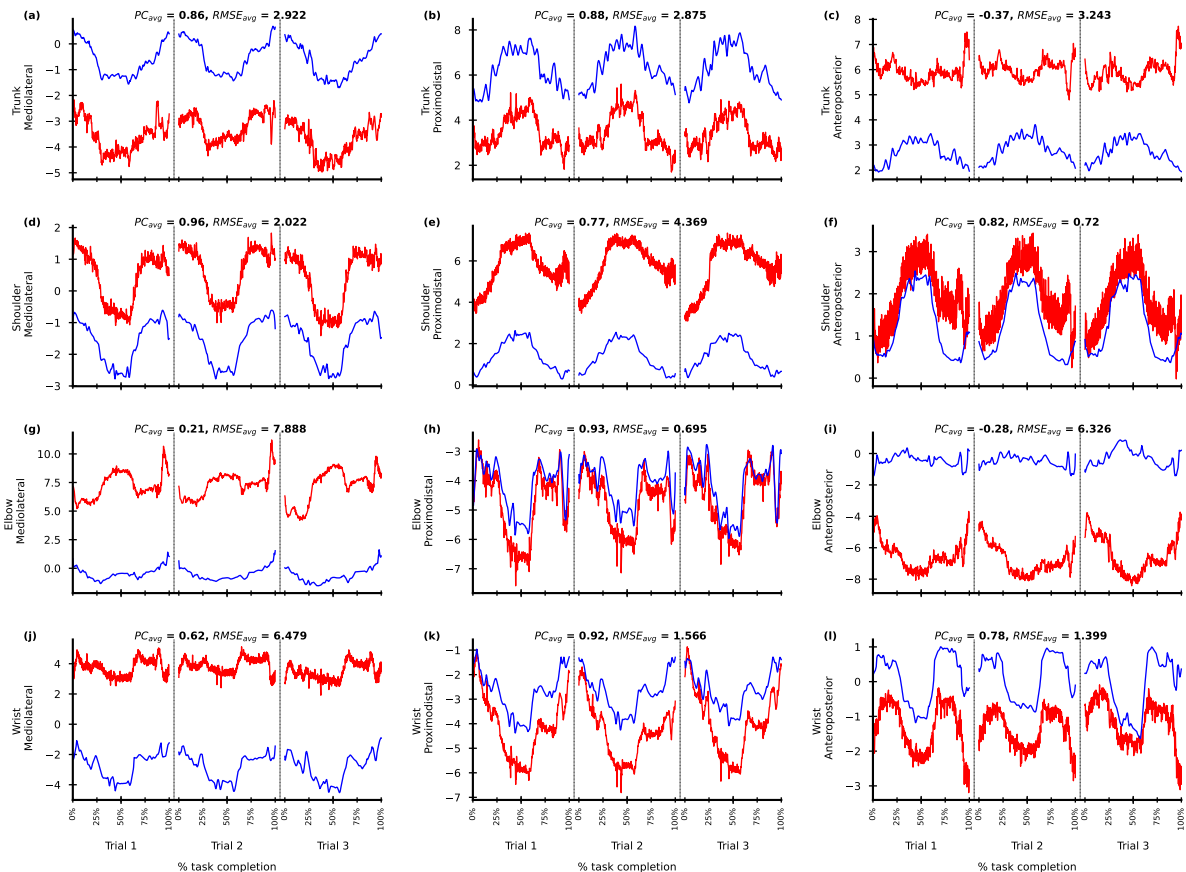 (a) PC_avg = 0.86, RMSE_avg = 2.922
Trunk
Mediolateral
0
−1
−2
−3
−4
−5
(b) PC_avg = 0.88, RMSE_avg = 2.875
Trunk
Proximodistal
8
6
4
2
(c) PC_avg = -0.37, RMSE_avg = 3.243
Trunk
Anteroposterior
8
7
6
5
4
3
2
(d) PC_avg = 0.96, RMSE_avg = 2.022
Shoulder
Mediolateral
2
1
0
−1
−2
−3
(e) PC_avg = 0.77, RMSE_avg = 4.369
Shoulder
Proximodistal
6
4
2
0
(f) PC_avg = 0.82, RMSE_avg = 0.72
Shoulder
Anteroposterior
3
2
1
0
(g) PC_avg = 0.21, RMSE_avg = 7.888
Elbow
Mediolateral
10.0
7.5
5.0
2.5
0.0
(h) PC_avg = 0.93, RMSE_avg = 0.695
Elbow
Proximodistal
−3
−4
−5
−6
−7
(i) PC_avg = -0.28, RMSE_avg = 6.326
Elbow
Anteroposterior
0
−2
−4
−6
−8
(j) PC_avg = 0.62, RMSE_avg = 6.479
Wrist
Mediolateral
4
2
0
−2
−4
0% 25% 50% 75% 100% 0% 25% 50% 75% 100% 0% 25% 50% 75% 100%
Trial 1 Trial 2 Trial 3
% task completion
(k) PC_avg = 0.92, RMSE_avg = 1.566
Wrist
Proximodistal
−1
−2
−3
−4
−5
−6
−7
0% 25% 50% 75% 100% 0% 25% 50% 75% 100% 0% 25% 50% 75% 100%
Trial 1 Trial 2 Trial 3
% task completion
(l) PC_avg = 0.78, RMSE_avg = 1.399
Wrist
Anteroposterior
1
0
−1
−2
−3
0% 25% 50% 75% 100% 0% 25% 50% 75% 100% 0% 25% 50% 75% 100%
Trial 1 Trial 2 Trial 3
% task completion